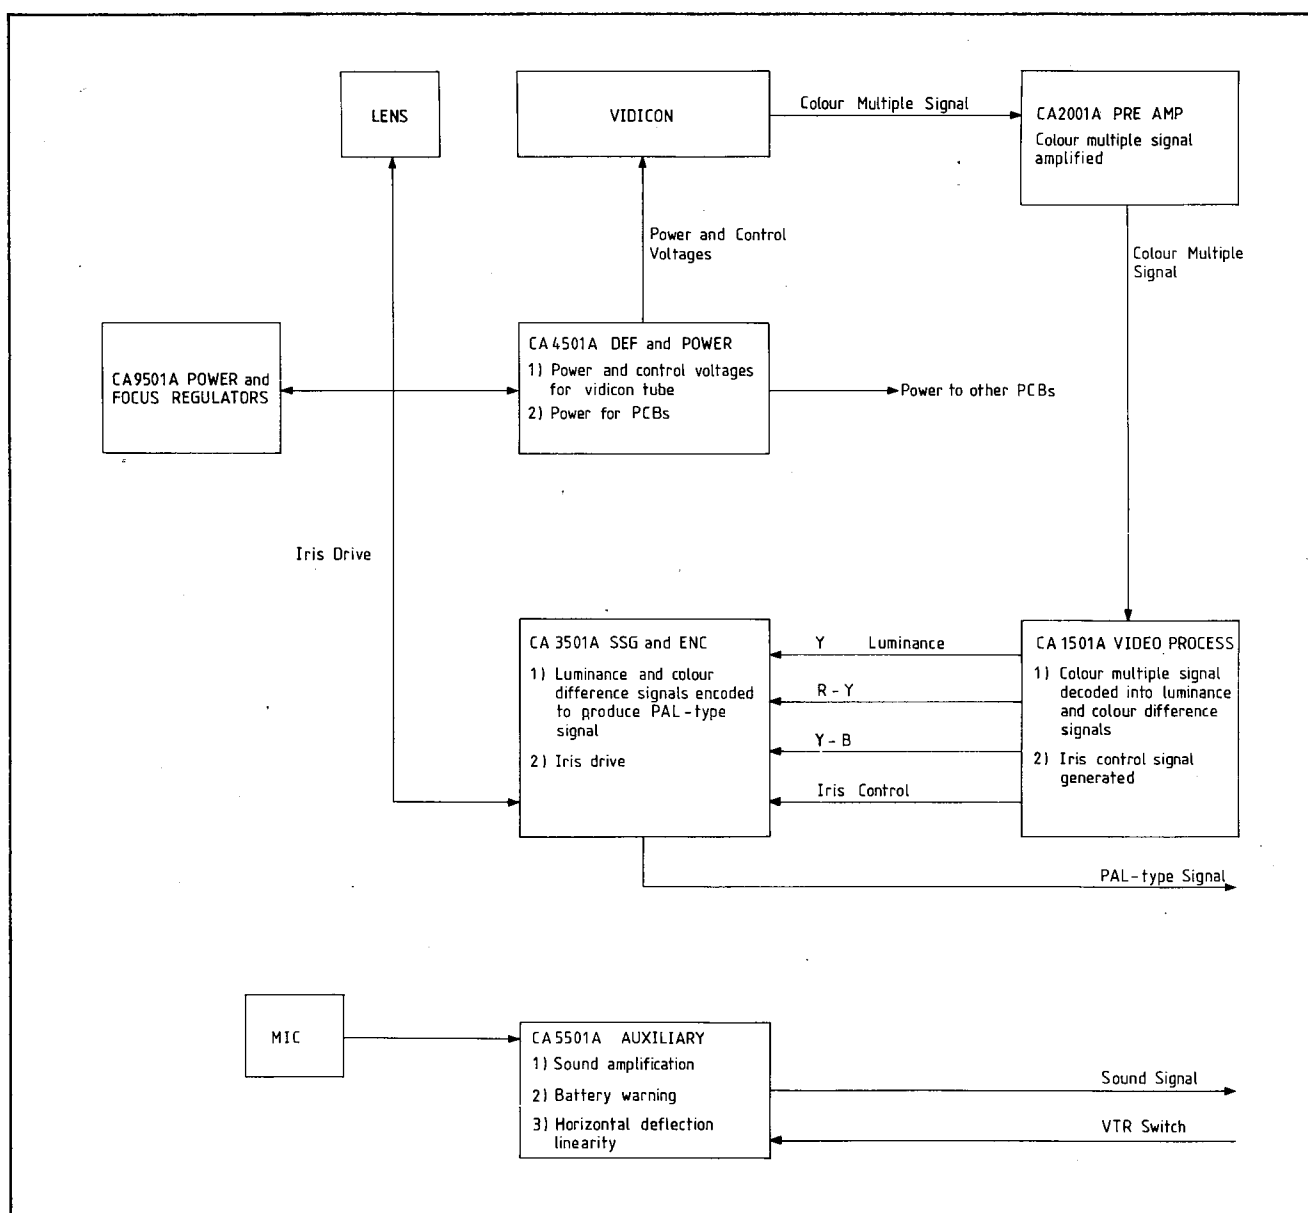 LENS
VIDICON
Colour Multiple Signal
CA2001A PRE AMP
Colour multiple signal
amplified
Power and Control
Voltages
Colour Multiple
Signal
CA9501A POWER and
FOCUS REGULATORS
CA4501A DEF and POWER
1) Power and control voltages
for vidicon tube
2) Power for PCBs
Power to other PCBs
Iris Drive
CA3501A SSG and ENC
1) Luminance and colour
difference signals encoded
to produce PAL-type
signal
2) Iris drive
Y Luminance
R-Y
Y-B
Iris Control
CA1501A VIDEO PROCESS
1) Colour multiple signal
decoded into luminance
and colour difference
signals
2) Iris control signal
generated
PAL-type Signal
MIC
CA5501A AUXILIARY
1) Sound amplification
2) Battery warning
3) Horizontal deflection
linearity
Sound Signal
VTR Switch